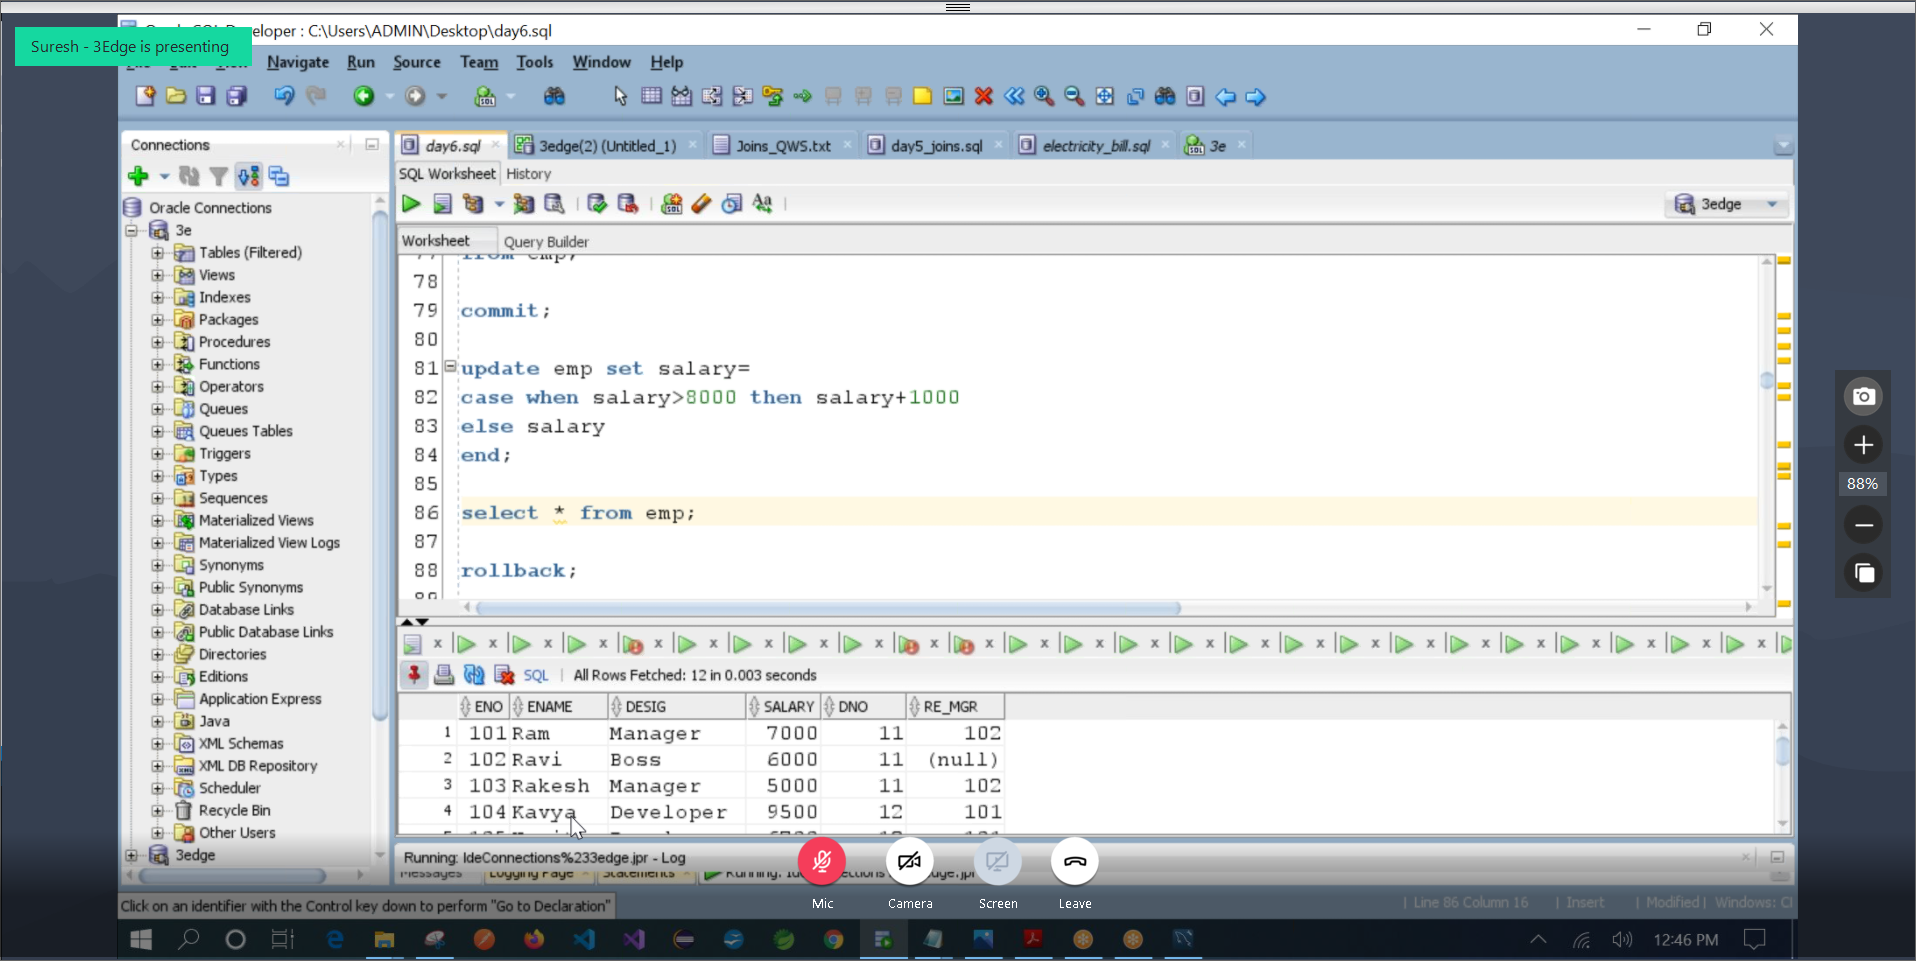 Suresh - 3Edge is presenting
eloper : C:\Users\ADMIN\Desktop\day6.sql
Navigate Run Source Team Tools Window Help
Connections
day6.sql 3edge(2) (Untitled_1) Joins_QWS.txt day5_joins.sql electricity_bill.sql 3e
SQL Worksheet History
3edge
Worksheet Query Builder
Oracle Connections
3e
Tables (Filtered)
Views
Indexes
Packages
Procedures
Functions
Operators
Queues
Queues Tables
Triggers
Types
Sequences
Materialized Views
Materialized View Logs
Synonyms
Public Synonyms
Database Links
Public Database Links
Directories
Editions
Application Express
Java
XML Schemas
XML DB Repository
Scheduler
Recycle Bin
Other Users
3edge
77 from emp;
78
79 commit;
80
81 update emp set salary=
82 case when salary>8000 then salary+1000
83 else salary
84 end;
85
86 select * from emp;
87
88 rollback;
89
88%
SQL | All Rows Fetched: 12 in 0.003 seconds
ENO ENAME DESIG SALARY DNO RE_MGR
1 101 Ram Manager 7000 11 102
2 102 Ravi Boss 6000 11 (null)
3 103 Rakesh Manager 5000 11 102
4 104 Kavya Developer 9500 12 101
Running: IdeConnections%233edge.jpr - Log
Messages Logging Page Statements
Mic Camera Screen Leave
Click on an identifier with the Control key down to perform "Go to Declaration"
| Line 86 Column 16 | Insert | Modified | Windows: C
12:46 PM